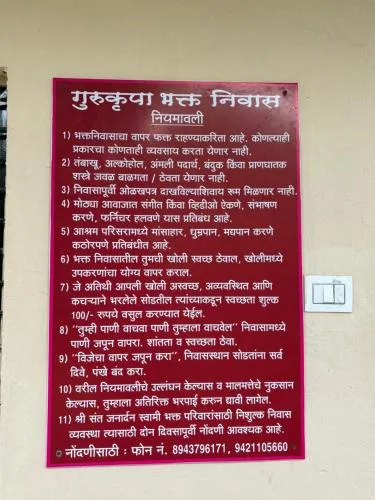 गुरुकृपा भक्त निवास
नियमावली
1) भक्तनिवासाचा वापर फक्त राहण्याकरिता आहे. कोणत्याही
प्रकारचा कोणताही व्यवसाय करता येणार नाही.
2) तंबाखु, अल्कोहोल, अंमली पदार्थ, बंदुक किंवा प्राणघातक
शस्त्रे जवळ बाळगता / ठेवता येणार नाही.
3) निवासापूर्वी ओळखपत्र दाखविल्याशिवाय रूम मिळणार नाही.
4) मोठ्या आवाजात संगीत किंवा व्हिडीओ ऐकणे, संभाषण
करणे, फर्निचर हलवणे यास प्रतिबंध आहे.
5) आश्रम परिसरामध्ये मांसाहार, धुम्रपान, मद्यपान करणे
कठोरपणे प्रतिबंधीत आहे.
6) भक्त निवासातील तुमची खोली स्वच्छ ठेवाल, खोलीमध्ये
उपकरणांचा योग्य वापर कराल.
7) जे अतिथी आपली खोली अस्वच्छ, अव्यवस्थित आणि
कचऱ्याने भरलेले सोडतील त्यांच्याकडून स्वच्छता शुल्क
100/- रुपये वसुल करण्यात येईल.
8) "तुम्ही पाणी वाचवा पाणी तुम्हाला वाचवेल" निवासामध्ये
पाणी जपून वापरा. शांतता व स्वच्छता ठेवा.
9) "विजेचा वापर जपून करा", निवासस्थान सोडतांना सर्व
दिवे, पंखे बंद करा.
10) वरील नियमावलीचे उल्लंघन केल्यास व मालमत्तेचे नुकसान
केल्यास, तुम्हाला अतिरिक्त भरपाई करुन द्यावी लागेल.
11) श्री संत जनार्दन स्वामी भक्त परिवारांसाठी निशुल्क निवास
व्यवस्था त्यासाठी दोन दिवसापूर्वी नोंदणी आवश्यक आहे.
नोंदणीसाठी : फोन नं. 8943796171, 9421105660